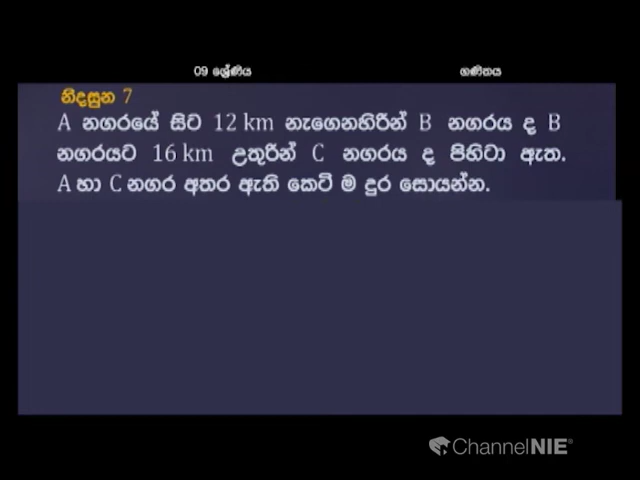 09 ශ්‍රේණිය ගණිතය
නිදසුන 7
A නගරයේ සිට 12 km නැගෙනහිරින් B නගරය ද B
නගරයට 16 km උතුරින් C නගරය ද පිහිටා ඇත.
A හා C නගර අතර ඇති කෙටි ම දුර සොයන්න.
ChannelNIE